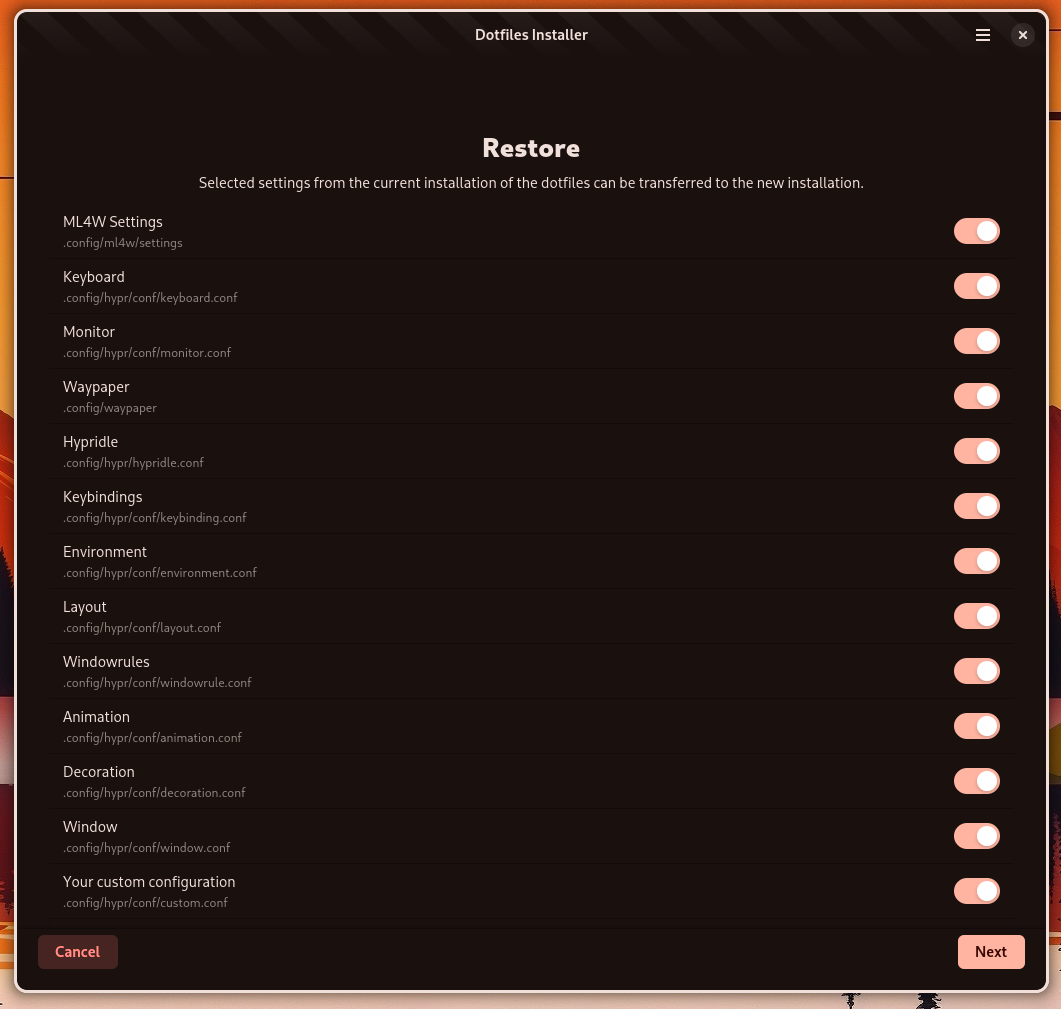 Dotfiles Installer
Restore
Selected settings from the current installation of the dotfiles can be transferred to the new installation.
ML4W Settings
.config/ml4w/settings
Keyboard
.config/hypr/conf/keyboard.conf
Monitor
.config/hypr/conf/monitor.conf
Waypaper
.config/waypaper
Hypridle
.config/hypr/hypridle.conf
Keybindings
.config/hypr/conf/keybinding.conf
Environment
.config/hypr/conf/environment.conf
Layout
.config/hypr/conf/layout.conf
Windowrules
.config/hypr/conf/windowrule.conf
Animation
.config/hypr/conf/animation.conf
Decoration
.config/hypr/conf/decoration.conf
Window
.config/hypr/conf/window.conf
Your custom configuration
.config/hypr/conf/custom.conf
Cancel
Next